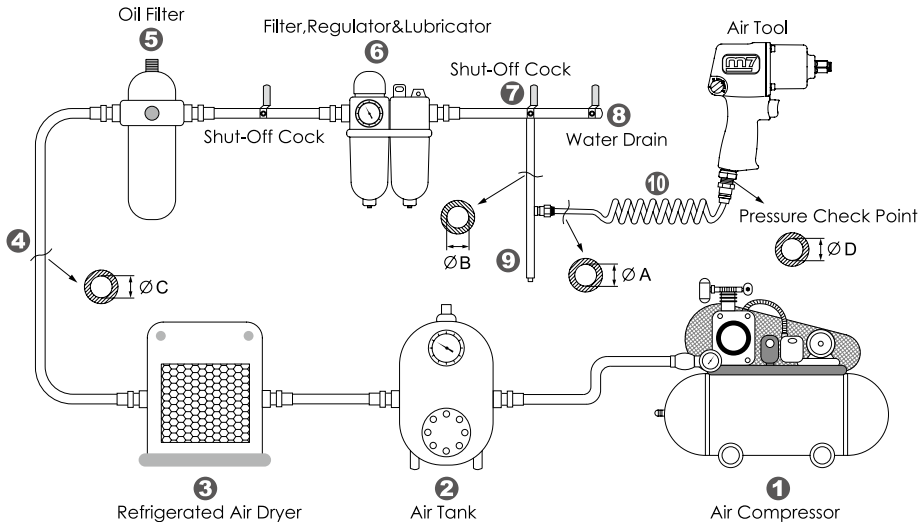 Oil Filter
5
Filter,Regulator&Lubricator
6
Air Tool
m7
Shut-Off Cock
7
8
Shut-Off Cock
Water Drain
10
Pressure Check Point
4
ØB
9
ØA
ØD
ØC
3
Refrigerated Air Dryer
2
Air Tank
1
Air Compressor